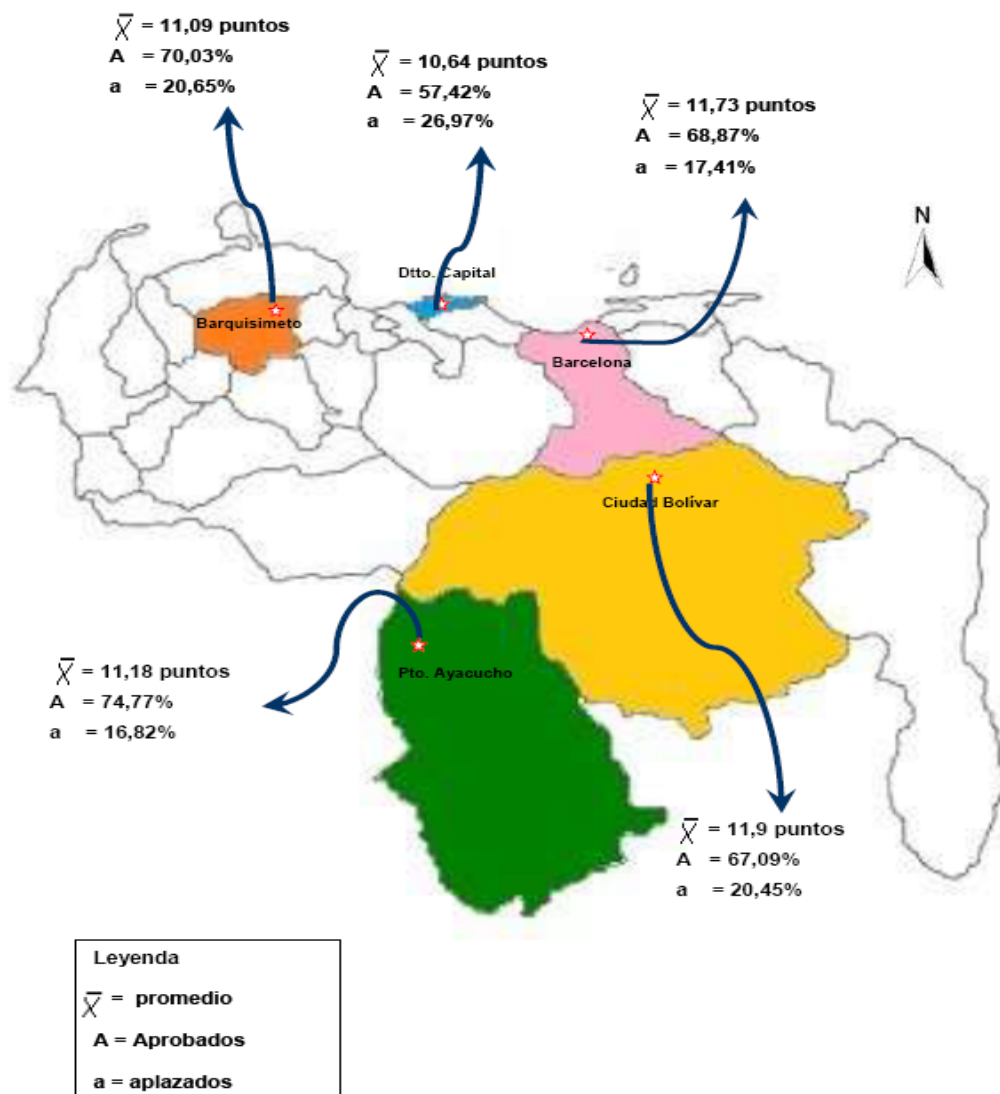 X̄ = 11,09 puntos
A = 70,03%
a = 20,65%
X̄ = 10,64 puntos
A = 57,42%
a = 26,97%
X̄ = 11,73 puntos
A = 68,87%
a = 17,41%
N
Dtto. Capital
Barquisimeto
Barcelona
Ciudad Bolívar
Pto. Ayacucho
X̄ = 11,18 puntos
A = 74,77%
a = 16,82%
X̄ = 11,9 puntos
A = 67,09%
a = 20,45%
Leyenda
X̄ = promedio
A = Aprobados
a = aplazados